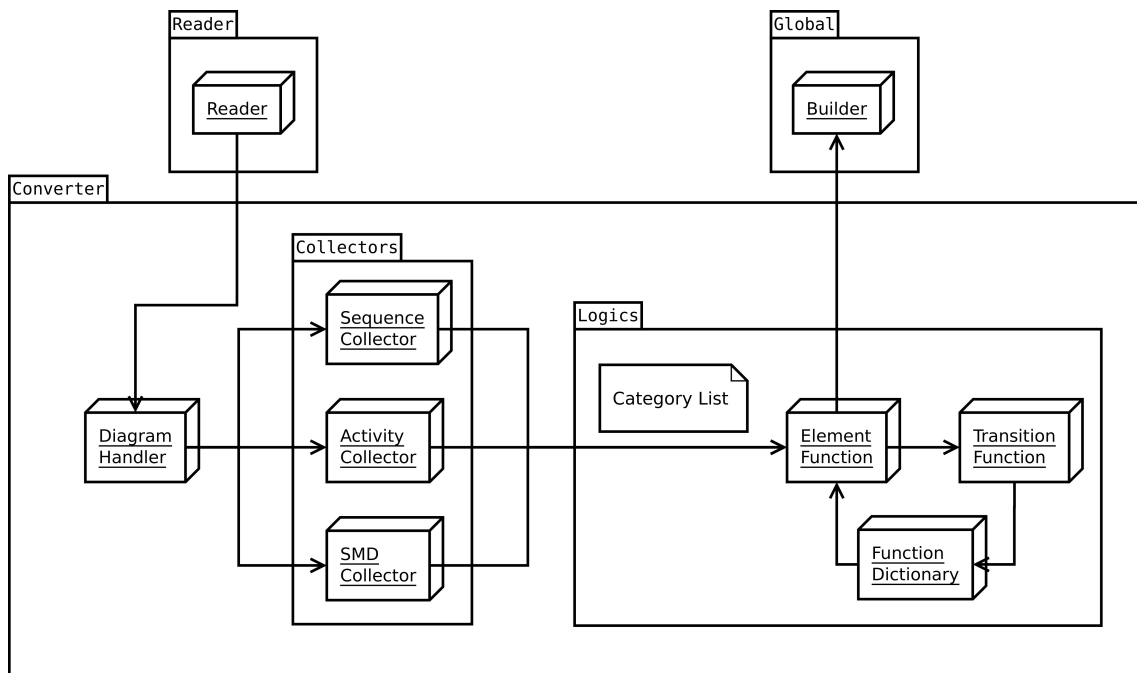 Reader
Global
Reader
Builder
Converter
Collectors
Sequence
Collector
Logics
Category List
Diagram
Handler
Activity
Collector
Element
Function
Transition
Function
SMD
Collector
Function
Dictionary